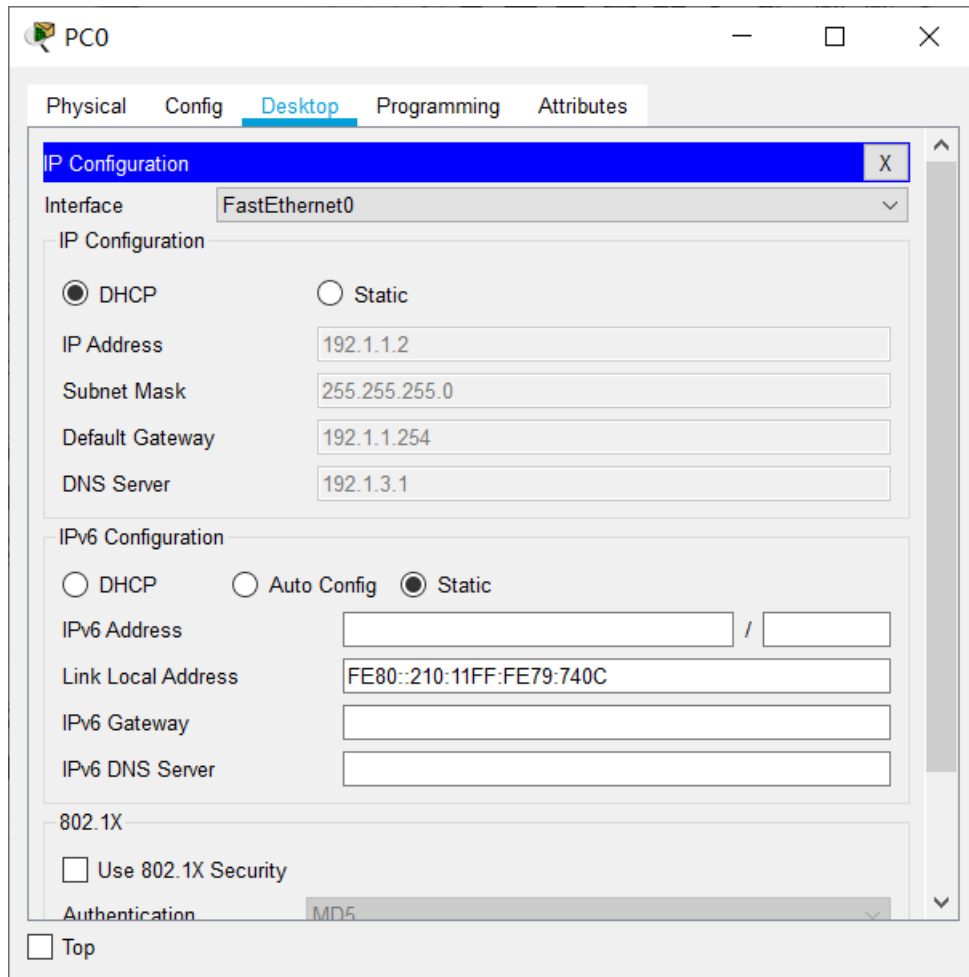 PC0
Physical Config Desktop Programming Attributes
IP Configuration X
Interface FastEthernet0
IP Configuration
DHCP Static
IP Address 192.1.1.2
Subnet Mask 255.255.255.0
Default Gateway 192.1.1.254
DNS Server 192.1.3.1
IPv6 Configuration
DHCP Auto Config Static
IPv6 Address /
Link Local Address FE80::210:11FF:FE79:740C
IPv6 Gateway
IPv6 DNS Server
802.1X
Use 802.1X Security
Authentication MD5
Top